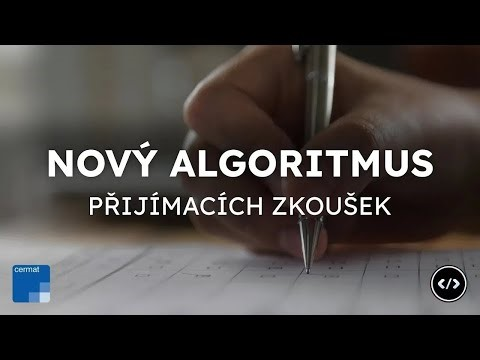 NOVÝ ALGORITMUS
PŘIJÍMACÍCH ZKOUŠEK
cermat
</>